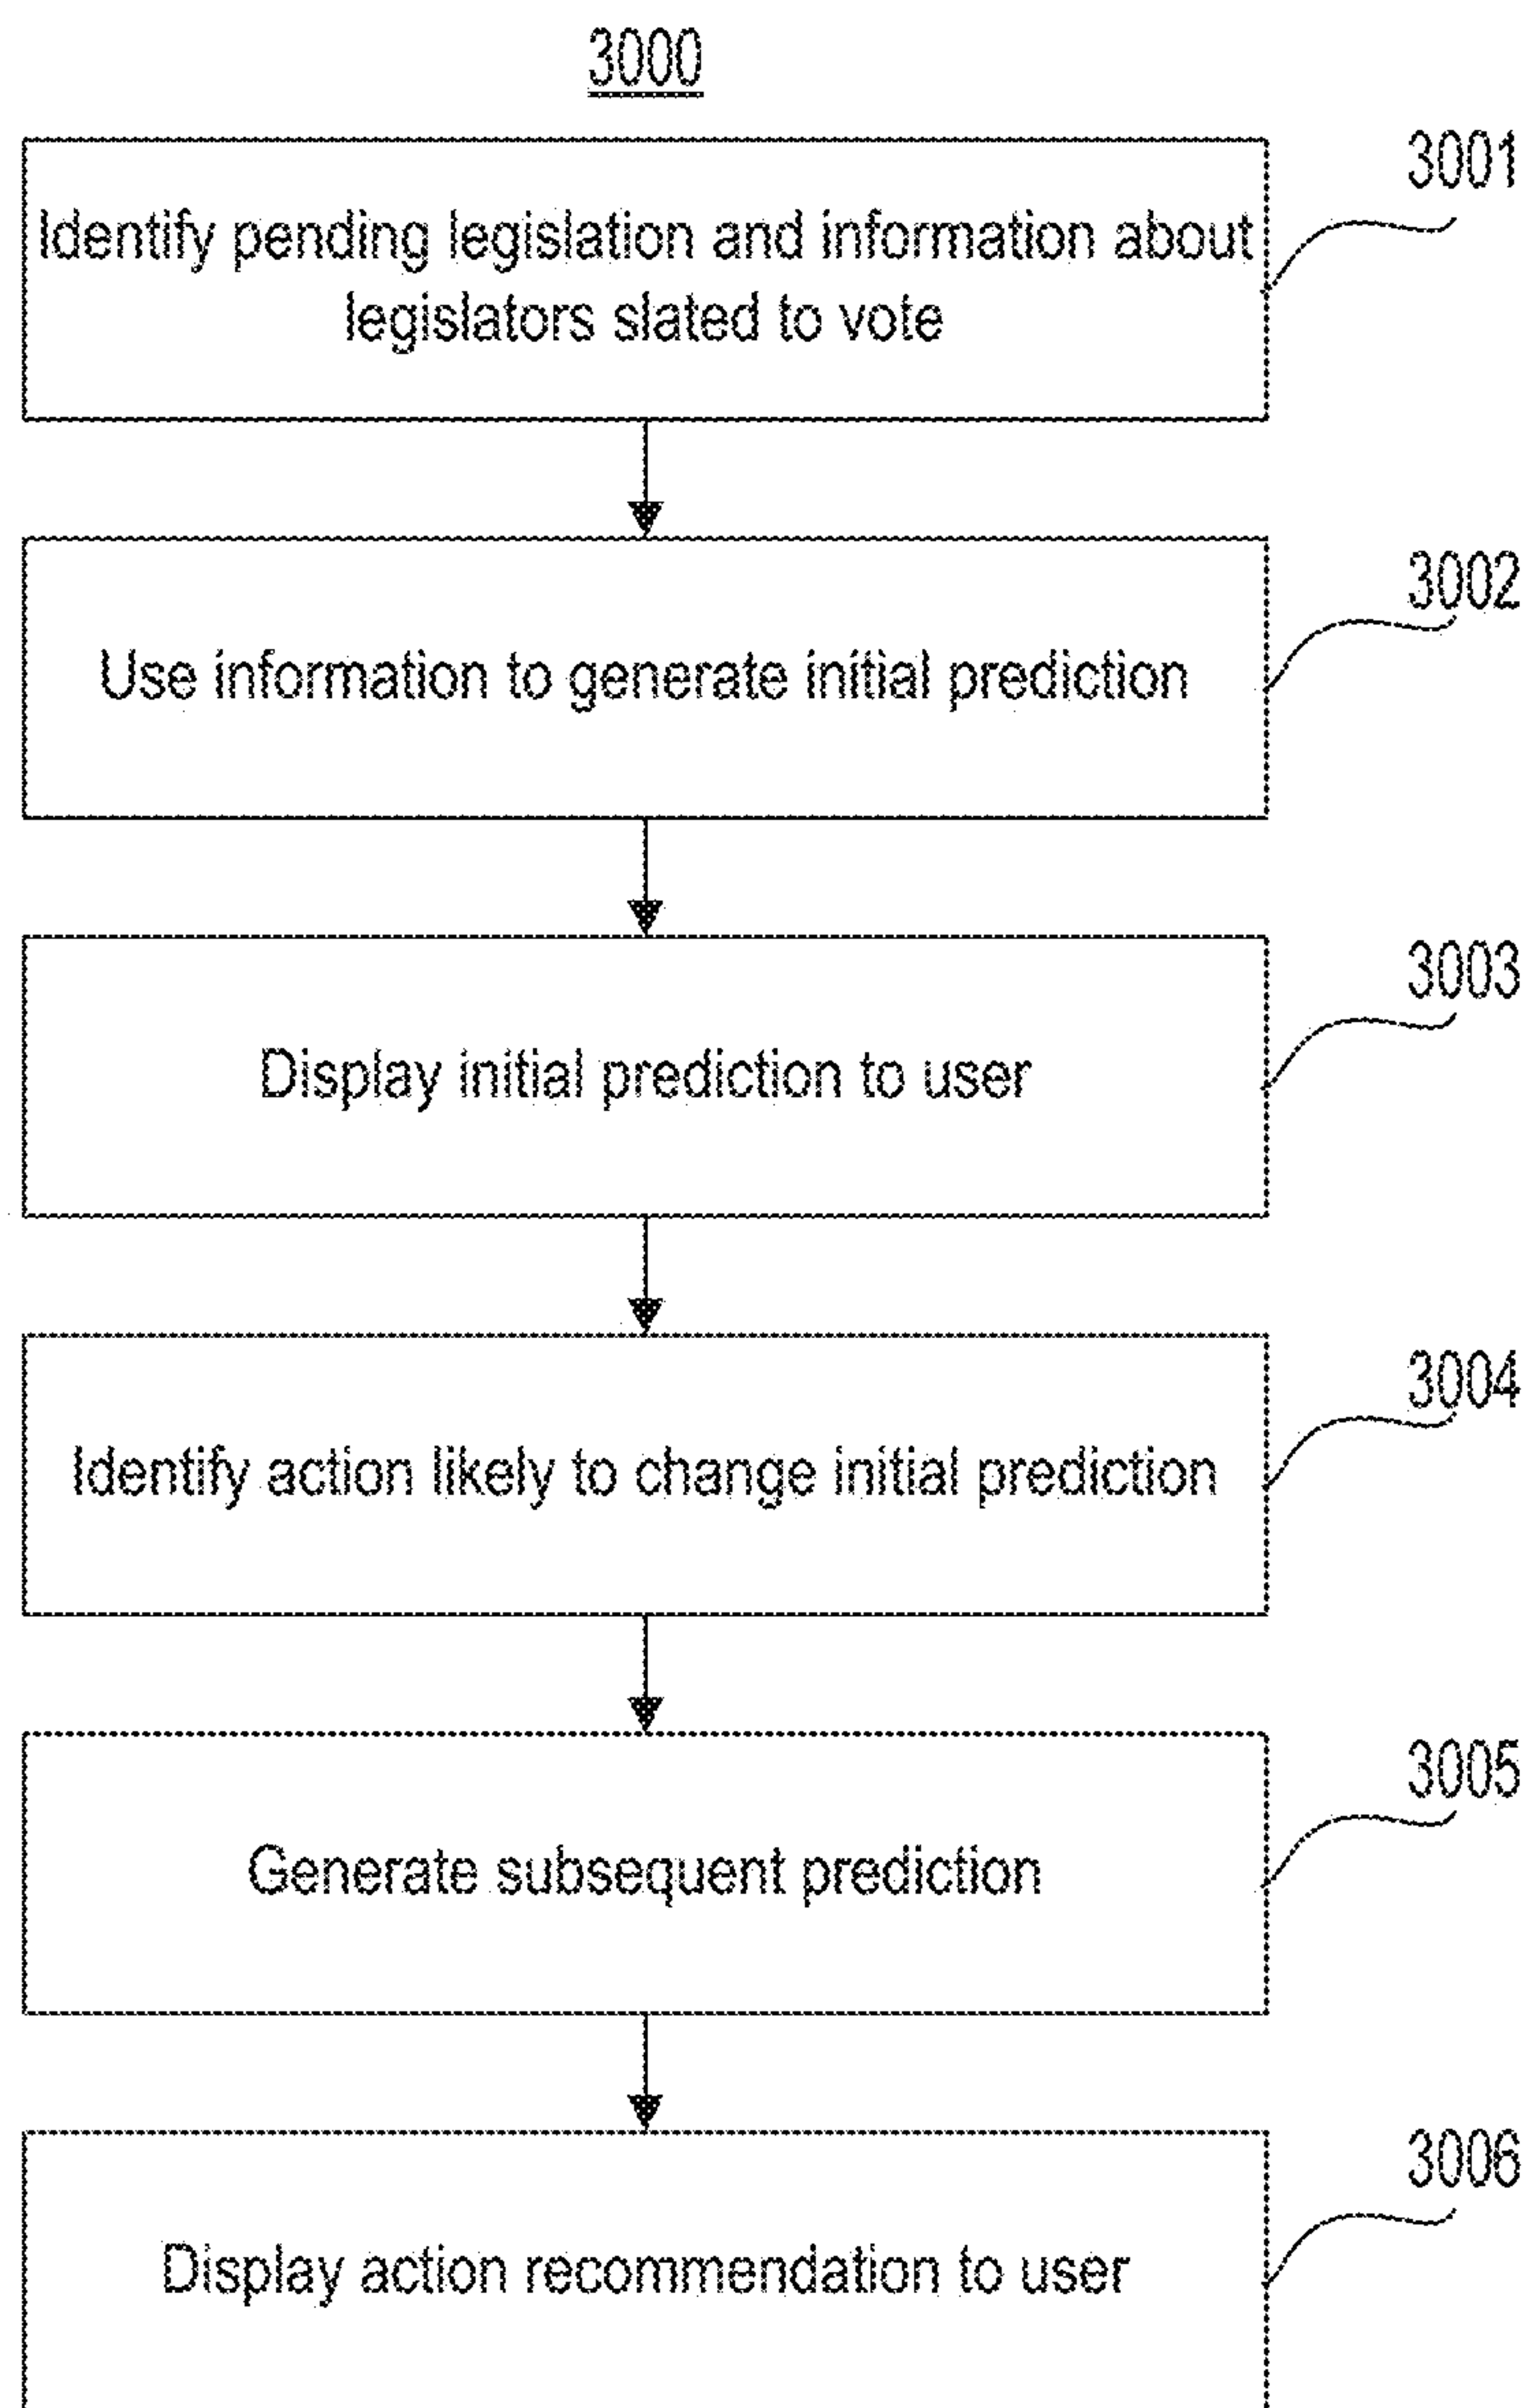 3000
3001
Identify pending legislation and information about
legislators slated to vote
3002
Use information to generate initial prediction
3003
Display initial prediction to user
3004
Identify action likely to change initial prediction
3005
Generate subsequent prediction
3006
Display action recommendation to user